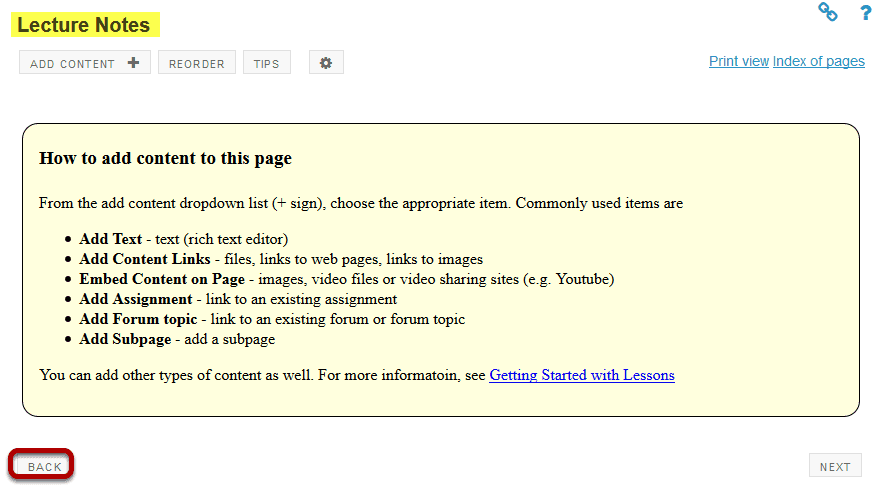 Lecture Notes
?
ADD CONTENT + REORDER TIPS
Print view Index of pages
How to add content to this page
From the add content dropdown list (+ sign), choose the appropriate item. Commonly used items are
• Add Text - text (rich text editor)
• Add Content Links - files, links to web pages, links to images
• Embed Content on Page - images, video files or video sharing sites (e.g. Youtube)
• Add Assignment - link to an existing assignment
• Add Forum topic - link to an existing forum or forum topic
• Add Subpage - add a subpage
You can add other types of content as well. For more informatoin, see Getting Started with Lessons
BACK
NEXT